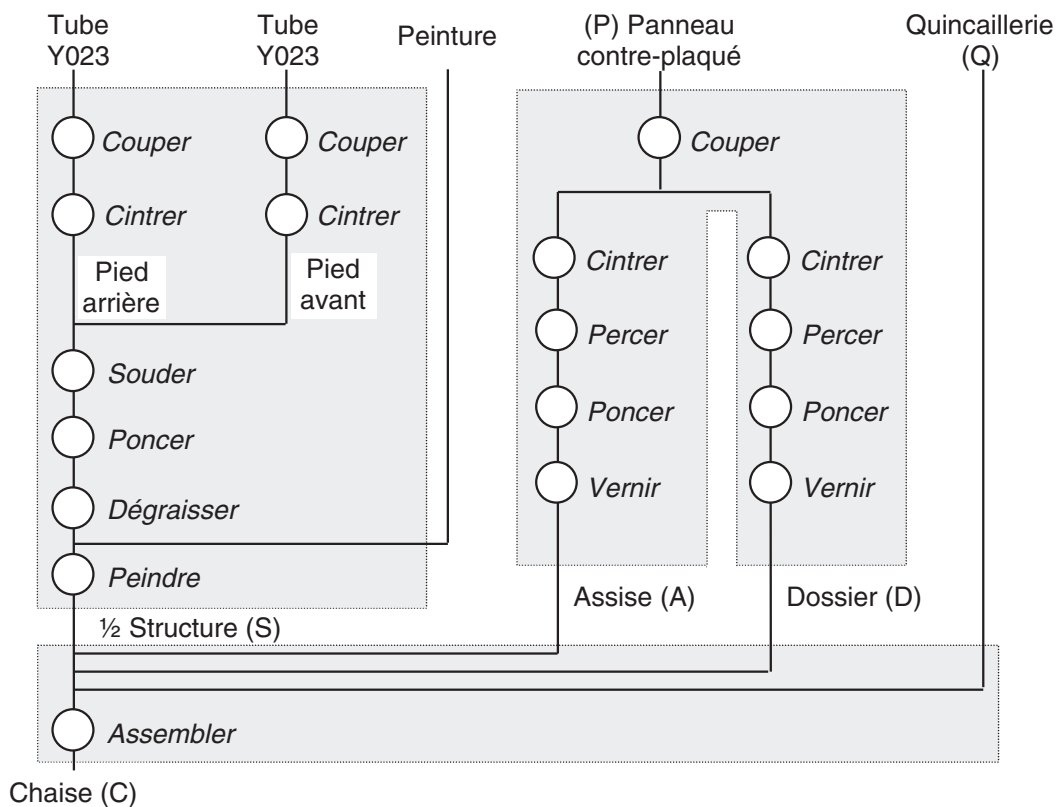 Tube
Y023
Tube
Y023
Peinture
(P) Panneau
contre-plaqué
Quincaillerie
(Q)
Couper
Couper
Couper
Cintrer
Cintrer
Cintrer
Cintrer
Pied
arrière
Pied
avant
Percer
Percer
Souder
Poncer
Poncer
Poncer
Vernir
Vernir
Dégraisser
Peindre
Assise (A)
Dossier (D)
½ Structure (S)
Assembler
Chaise (C)